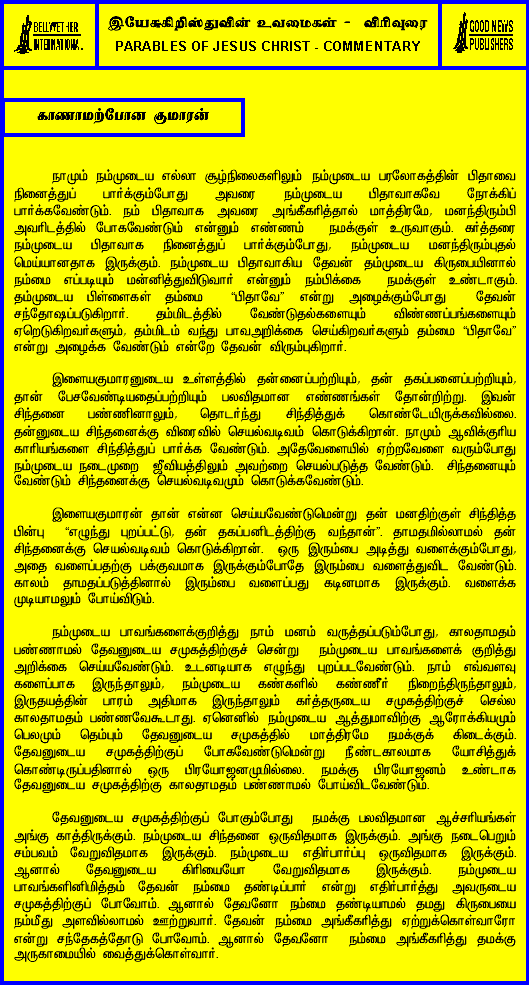 BELLWETHER
INTERNATIONAL
இயேசுகிறிஸ்துவின் உவமைகள் - விரிவுரை
PARABLES OF JESUS CHRIST - COMMENTARY
GOOD NEWS
PUBLISHERS
காணாமற்போன குமாரன்
நாமும் நம்முடைய எல்லா சூழ்நிலைகளிலும் நம்முடைய பரலோகத்தின் பிதாவை
நினைத்துப் பார்க்கும்போது அவரை நம்முடைய பிதாவாகவே நோக்கிப்
பார்க்கவேண்டும். நம் பிதாவாக அவரை அங்கீகரித்தால் மாத்திரமே, மனந்திரும்பி
அவரிடத்தில் போகவேண்டும் என்னும் எண்ணம் நமக்குள் உருவாகும். கர்த்தரை
நம்முடைய பிதாவாக நினைத்துப் பார்க்கும்போது, நம்முடைய மனந்திரும்புதல்
மெய்யானதாக இருக்கும். நம்முடைய பிதாவாகிய தேவன் தம்முடைய கிருபையினால்
நம்மை எப்படியும் மன்னித்துவிடுவார் என்னும் நம்பிக்கை நமக்குள் உண்டாகும்.
தம்முடைய பிள்ளைகள் தம்மை “பிதாவே” என்று அழைக்கும்போது தேவன்
சந்தோஷப்படுகிறார். தம்மிடத்தில் வேண்டுதல்களையும் விண்ணப்பங்களையும்
ஏறெடுகிறவர்களும், தம்மிடம் வந்து பாவஅறிக்கை செய்கிறவர்களும் தம்மை “பிதாவே”
என்று அழைக்க வேண்டும் என்றே தேவன் விரும்புகிறார்.
இளையகுமாரனுடைய உள்ளத்தில் தன்னைப்பற்றியும், தன் தகப்பனைப்பற்றியும்,
தான் பேசவேண்டியதைப்பற்றியும் பலவிதமான எண்ணங்கள் தோன்றிற்று. இவன்
சிந்தனை பண்ணினாலும், தொடர்ந்து சிந்தித்துக் கொண்டேயிருக்கவில்லை.
தன்னுடைய சிந்தனைக்கு விரைவில் செயல்வடிவம் கொடுக்கிறான். நாமும் ஆவிக்குரிய
காரியங்களை சிந்தித்துப் பார்க்க வேண்டும். அதேவேளையில் ஏற்றவேளை வரும்போது
நம்முடைய நடைமுறை ஜீவியத்திலும் அவற்றை செயல்படுத்த வேண்டும். சிந்தனையும்
வேண்டும் சிந்தனைக்கு செயல்வடிவமும் கொடுக்கவேண்டும்.
இளையகுமாரன் தான் என்ன செய்யவேண்டுமென்று தன் மனதிற்குள் சிந்தித்த
பின்பு “எழுந்து புறப்பட்டு, தன் தகப்பனிடத்திற்கு வந்தான்”. தாமதமில்லாமல் தன்
சிந்தனைக்கு செயல்வடிவம் கொடுக்கிறான். ஒரு இரும்பை அடித்து வளைக்கும்போது,
அதை வளைப்பதற்கு பக்குவமாக இருக்கும்போதே இரும்பை வளைத்துவிட வேண்டும்.
காலம் தாமதப்படுத்தினால் இரும்பை வளைப்பது கடினமாக இருக்கும். வளைக்க
முடியாமலும் போய்விடும்.
நம்முடைய பாவங்களைக்குறித்து நாம் மனம் வருத்தப்படும்போது, காலதாமதம்
பண்ணாமல் தேவனுடைய சமுகத்திற்குச் சென்று நம்முடைய பாவங்களைக் குறித்து
அறிக்கை செய்யவேண்டும். உடனடியாக எழுந்து புறப்படவேண்டும். நாம் எவ்வளவு
களைப்பாக இருந்தாலும், நம்முடைய கண்களில் கண்ணீர் நிறைந்திருந்தாலும்,
இருதயத்தின் பாரம் அதிமாக இருந்தாலும் கர்த்தருடைய சமுகத்திற்குச் செல்ல
காலதாமதம் பண்ணவேகூடாது. ஏனெனில் நம்முடைய ஆத்துமாவிற்கு ஆரோக்கியமும்
பெலமும் தெம்பும் தேவனுடைய சமுகத்தில் மாத்திரமே நமக்குக் கிடைக்கும்.
தேவனுடைய சமுகத்திற்குப் போகவேண்டுமென்று நீண்டகாலமாக யோசித்துக்
கொண்டிருப்பதினால் ஒரு பிரயோஜனமுமில்லை. நமக்கு பிரயோஜனம் உண்டாக
தேவனுடைய சமுகத்திற்கு காலதாமதம் பண்ணாமல் போய்விடவேண்டும்.
தேவனுடைய சமுகத்திற்குப் போகும்போது நமக்கு பலவிதமான ஆச்சரியங்கள்
அங்கு காத்திருக்கும். நம்முடைய சிந்தனை ஒருவிதமாக இருக்கும். அங்கு நடைபெறும்
சம்பவம் வேறுவிதமாக இருக்கும். நம்முடைய எதிர்பார்ப்பு ஒருவிதமாக இருக்கும்.
ஆனால் தேவனுடைய கிரியையோ வேறுவிதமாக இருக்கும். நம்முடைய
பாவங்களினிமித்தம் தேவன் நம்மை தண்டிப்பார் என்று எதிர்பார்த்து அவருடைய
சமுகத்திற்குப் போவோம். ஆனால் தேவனோ நம்மை தண்டியாமல் தமது கிருபையை
நம்மீது அளவில்லாமல் ஊற்றுவார். தேவன் நம்மை அங்கீகரித்து ஏற்றுக்கொள்வாரோ
என்று சந்தேகத்தோடு போவோம். ஆனால் தேவனோ நம்மை அங்கீகரித்து தமக்கு
அருகாமையில் வைத்துக்கொள்வார்.